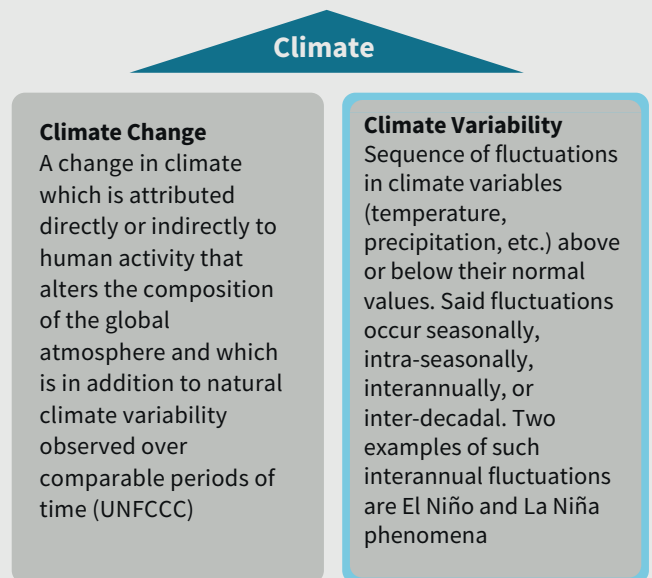 Climate
Climate Change
A change in climate
which is attributed
directly or indirectly to
human activity that
alters the composition
of the global
atmosphere and which
is in addition to natural
climate variability
observed over
comparable periods of
time (UNFCCC)
Climate Variability
Sequence of fluctuations
in climate variables
(temperature,
precipitation, etc.) above
or below their normal
values. Said fluctuations
occur seasonally,
intra-seasonally,
interannually, or
inter-decadal. Two
examples of such
interannual fluctuations
are El Niño and La Niña
phenomena